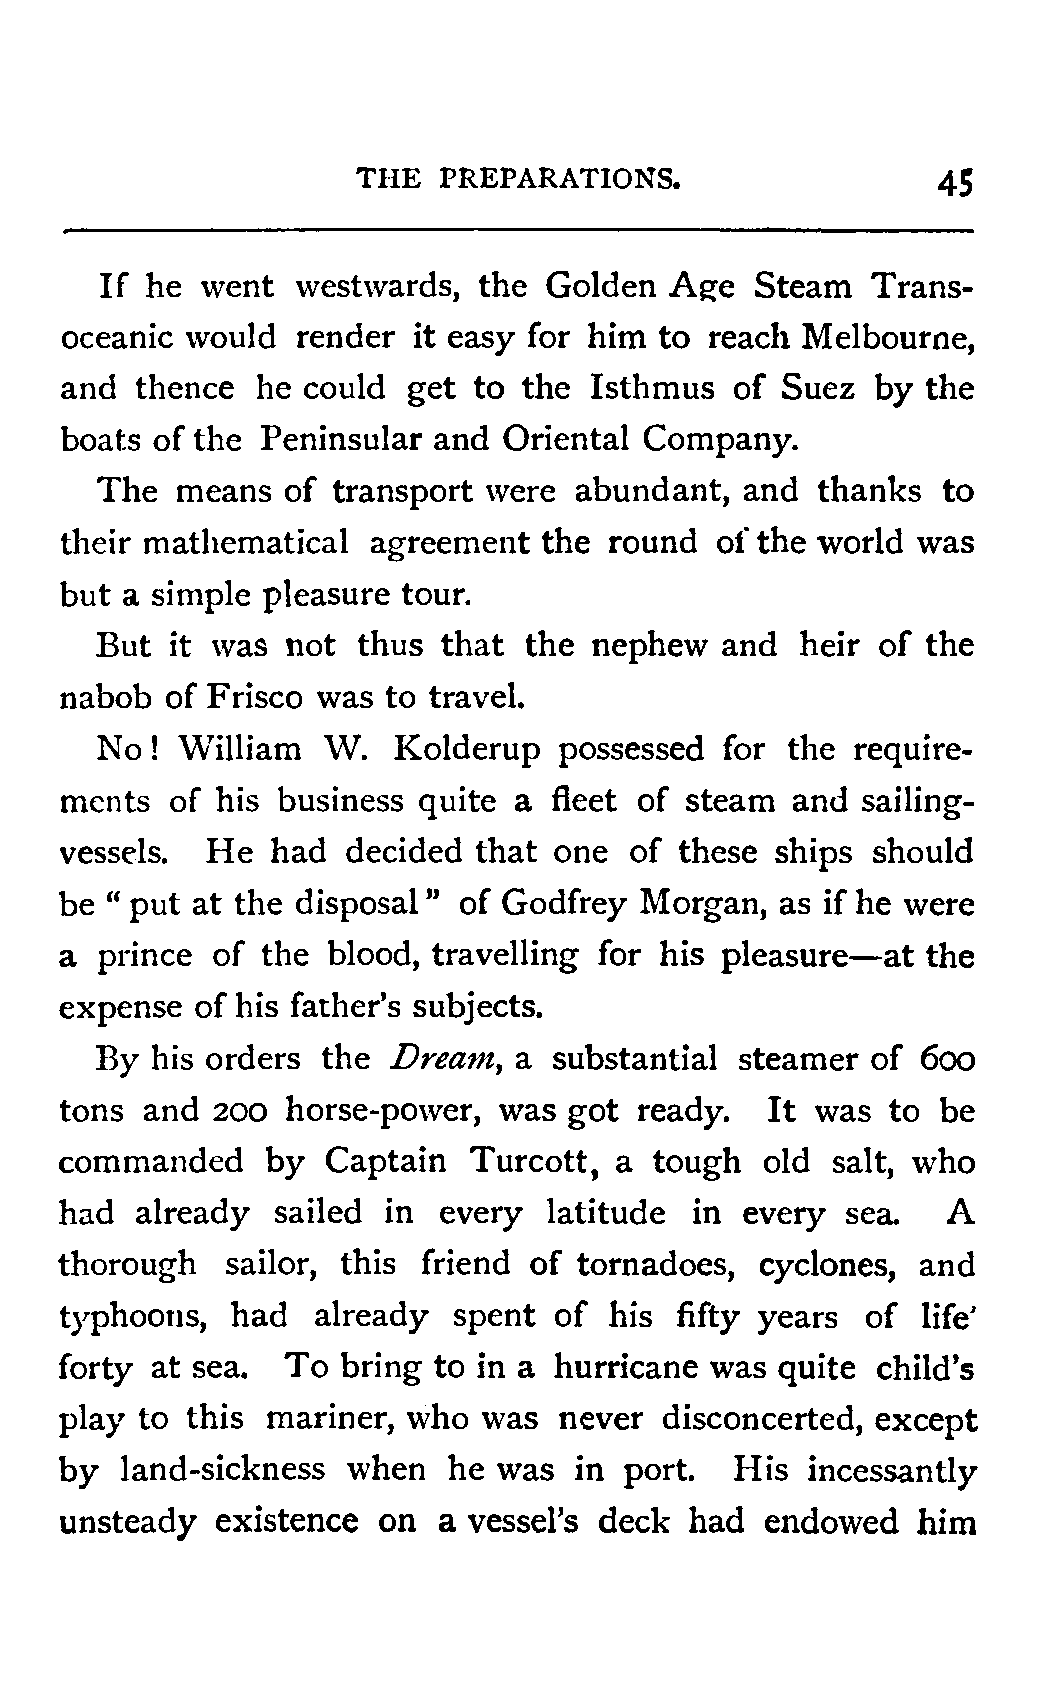 THE PREPARATIONS. 45
If he went westwards, the Golden Age Steam Trans-
oceanic would render it easy for him to reach Melbourne,
and thence he could get to the Isthmus of Suez by the
boats of the Peninsular and Oriental Company.
The means of transport were abundant, and thanks to
their mathematical agreement the round of the world was
but a simple pleasure tour.
But it was not thus that the nephew and heir of the
nabob of Frisco was to travel.
No! William W. Kolderup possessed for the require-
ments of his business quite a fleet of steam and sailing-
vessels. He had decided that one of these ships should
be “ put at the disposal ” of Godfrey Morgan, as if he were
a prince of the blood, travelling for his pleasure—at the
expense of his father’s subjects.
By his orders the Dream, a substantial steamer of 600
tons and 200 horse-power, was got ready. It was to be
commanded by Captain Turcott, a tough old salt, who
had already sailed in every latitude in every sea. A
thorough sailor, this friend of tornadoes, cyclones, and
typhoons, had already spent of his fifty years of life’
forty at sea. To bring to in a hurricane was quite child’s
play to this mariner, who was never disconcerted, except
by land-sickness when he was in port. His incessantly
unsteady existence on a vessel’s deck had endowed him